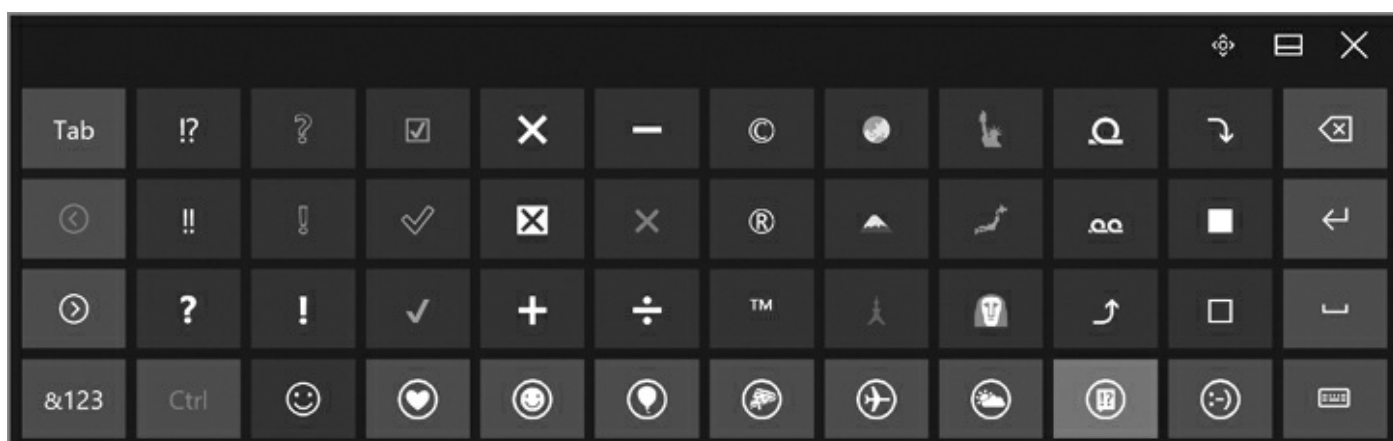 Tab ⁉ ❔ ☑ ✕ − © ®
‼ ❕ ®
? ! ✓ + ÷ ™
&123 Ctrl !? :-)